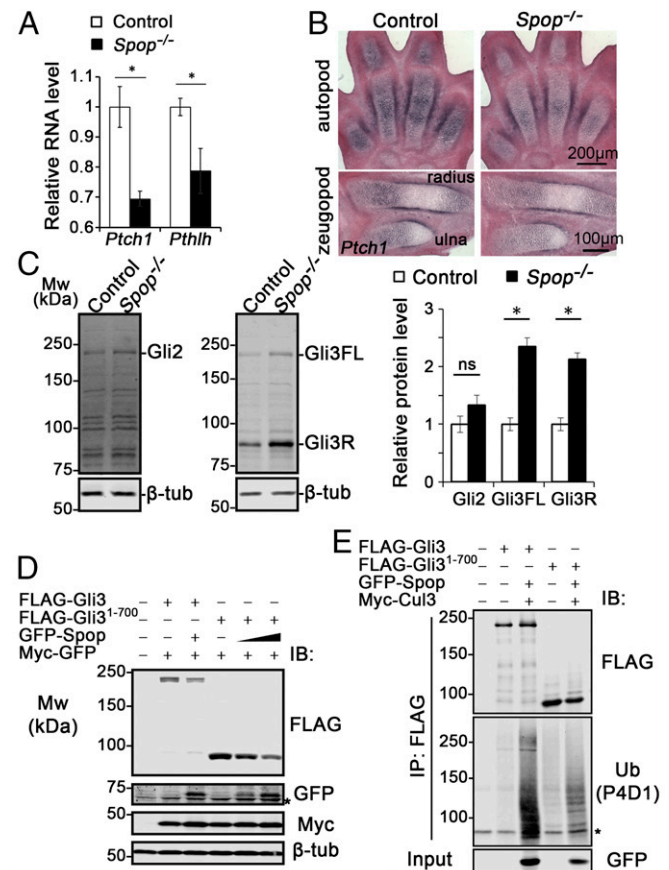 A
Control
Spop−/−
Relative RNA level
1.1
1
0.9
0.8
0.7
0.6
*
*
Ptch1 Pthlh
B
Control Spop−/−
autopod
200µm
zeugopod
radius
ulna
Ptch1
100µm
C
Mw
(kDa)
Control
Spop−/−
250
150
100
75
50
Gli2
β-tub
Control
Spop−/−
250
150
100
75
50
Gli3FL
Gli3R
β-tub
Control Spop−/−
Relative protein level
3
2
1
0
ns
*
*
Gli2 Gli3FL Gli3R
D
FLAG-Gli3 − + + − − −
FLAG-Gli31-700 − − − + + +
GFP-Spop − − + −
Myc-GFP − + + + + + IB:
Mw
(kDa)
250
150
100
FLAG
75
GFP
*
50
Myc
50
β-tub
E
FLAG-Gli3 − + + − −
FLAG-Gli31-700 − − − + +
GFP-Spop − − + − +
Myc-Cul3 − − + − + IB:
IP: FLAG
250
150
100
FLAG
250
150
100
Ub
(P4D1)
*
Input
GFP